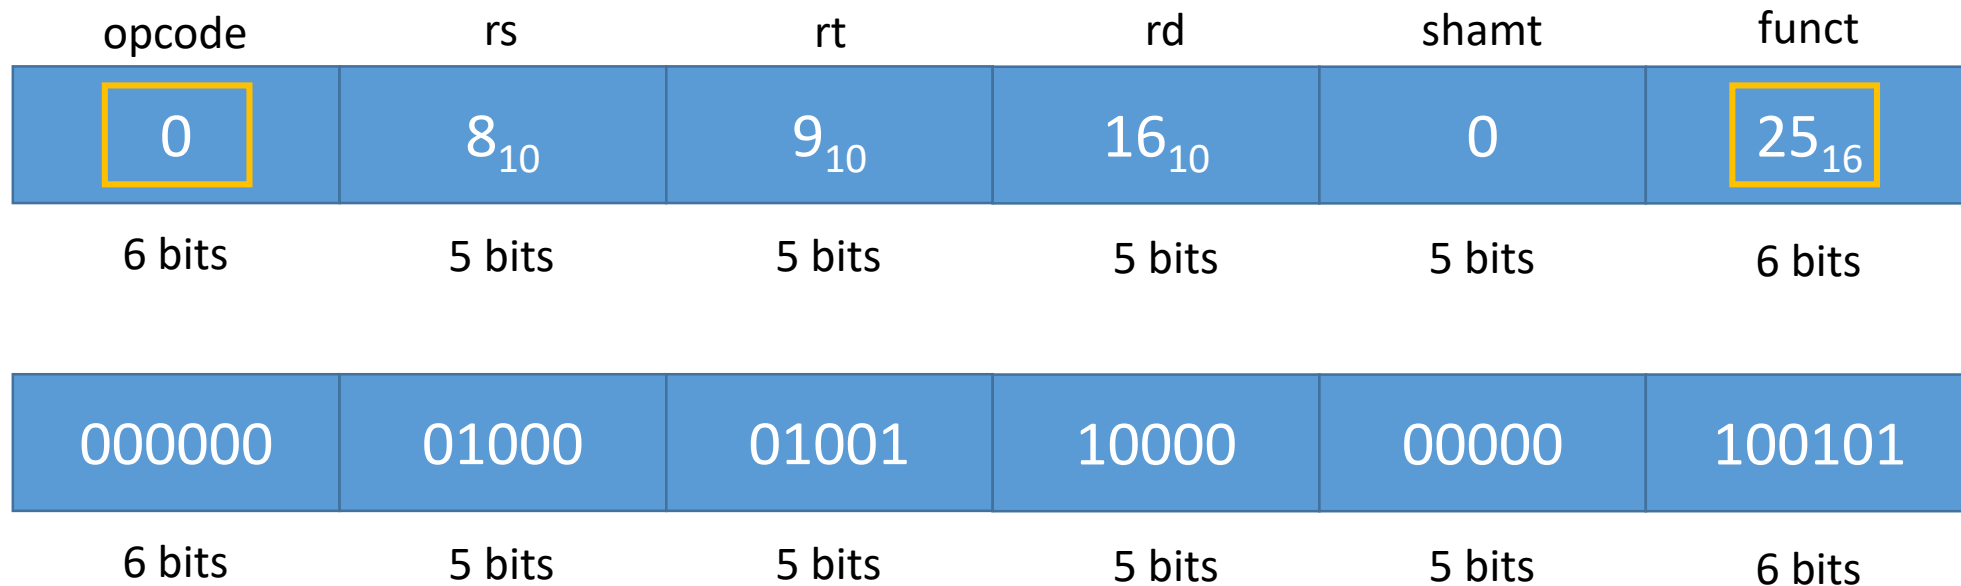 opcode rs rt rd shamt funct
0 8₁₀ 9₁₀ 16₁₀ 0 25₁₆
6 bits 5 bits 5 bits 5 bits 5 bits 6 bits
000000 01000 01001 10000 00000 100101
6 bits 5 bits 5 bits 5 bits 5 bits 6 bits